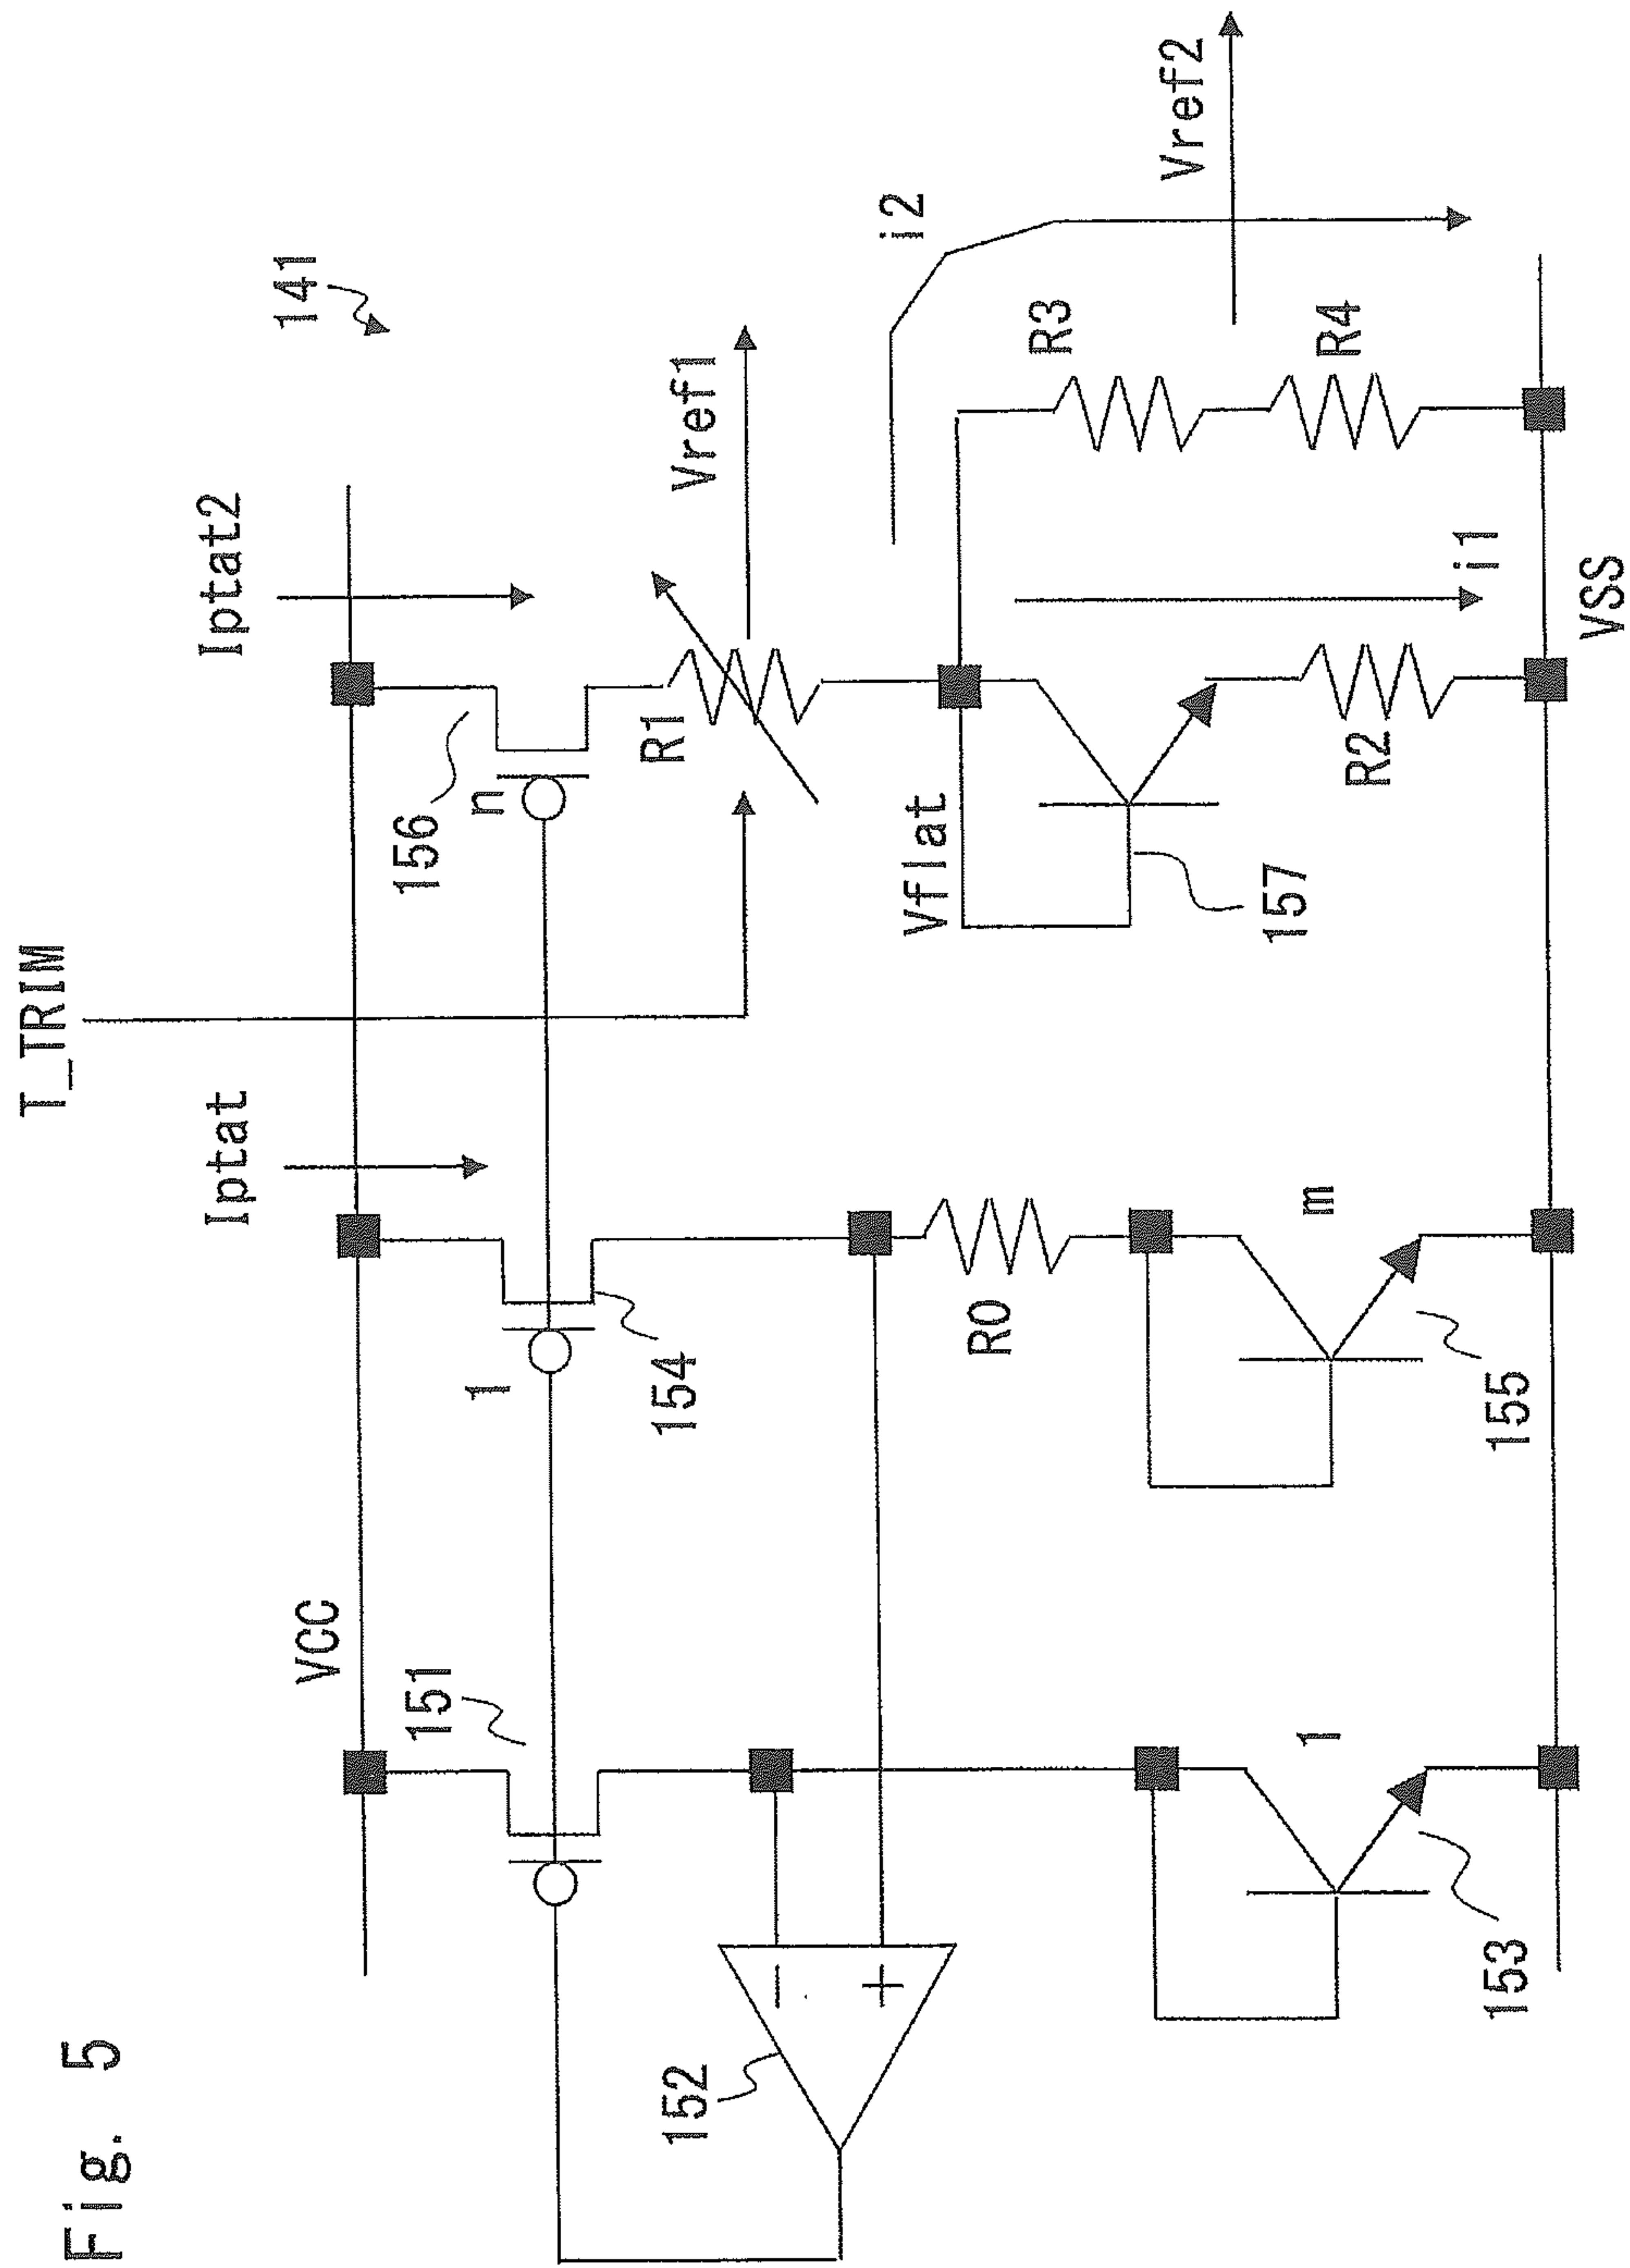 Fig. 5
T_TRIM
141
Iptat
Iptat2
VCC
151
1
154
n
156
R1
Vref1
152
−
+
R0
Vflat
i2
R3
Vref2
R4
153
1
155
m
157
R2
i1
VSS